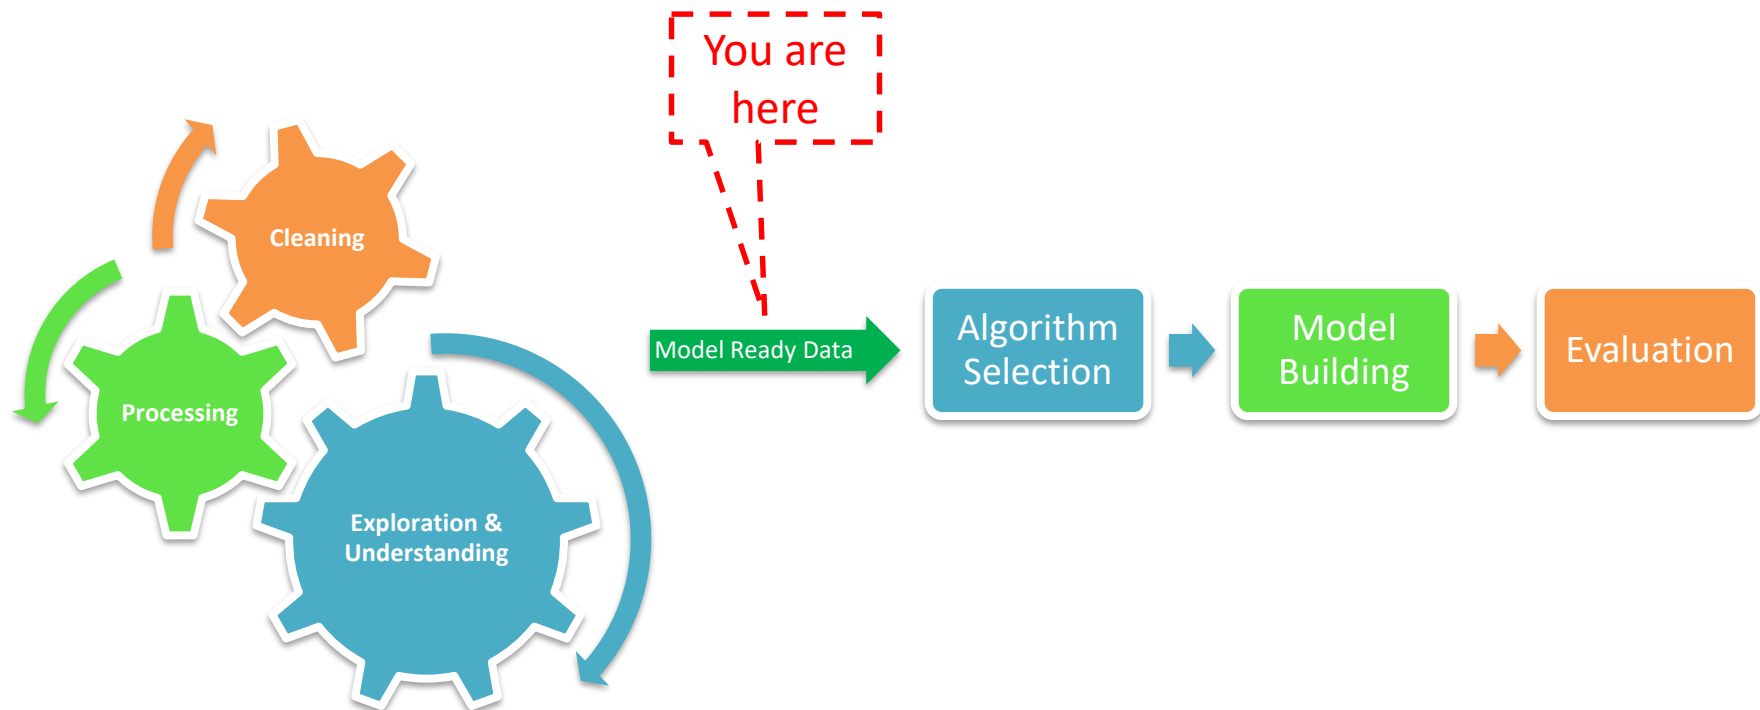 You are
here
Cleaning
Processing
Exploration &
Understanding
Model Ready Data
Algorithm
Selection
Model
Building
Evaluation